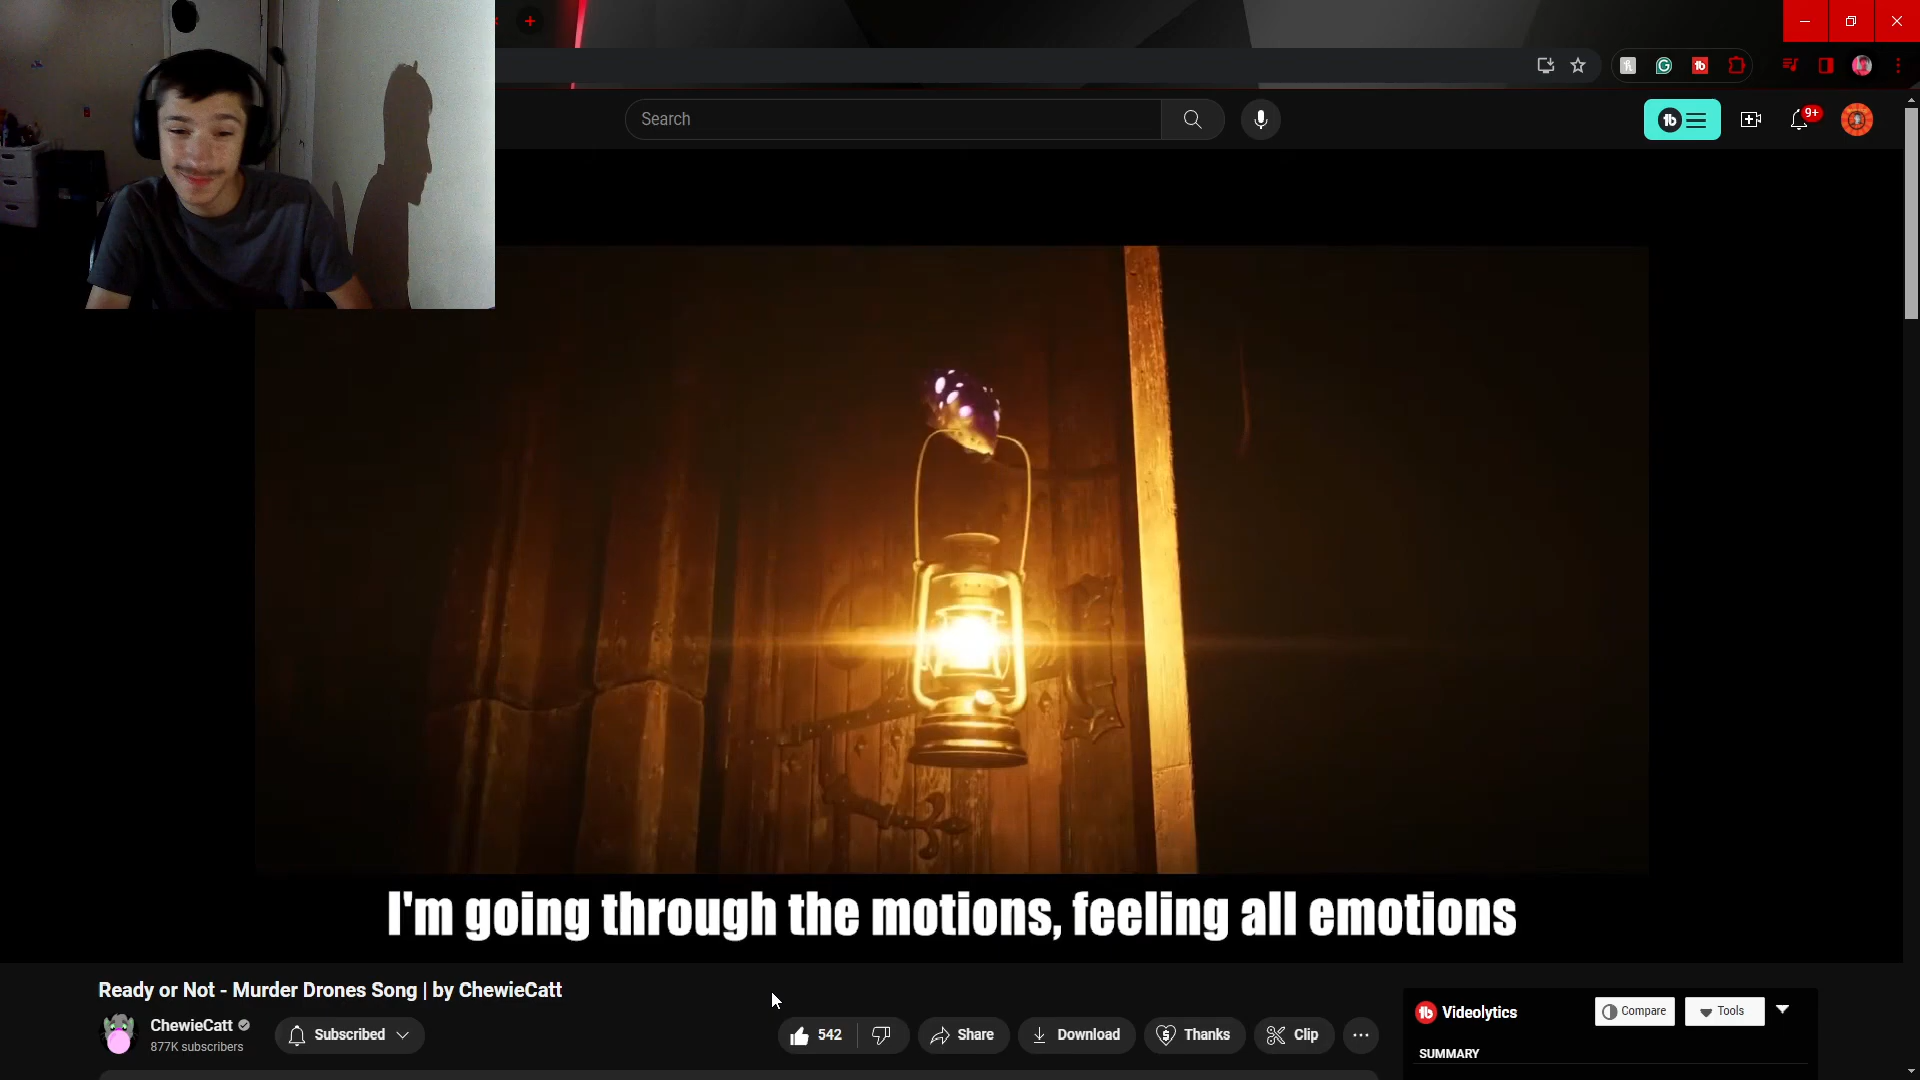 Search
9+
I'm going through the motions, feeling all emotions
Ready or Not - Murder Drones Song | by ChewieCatt
ChewieCatt
877K subscribers
Subscribed
542
Share
Download
Thanks
Clip
Videolytics
Compare
Tools
SUMMARY